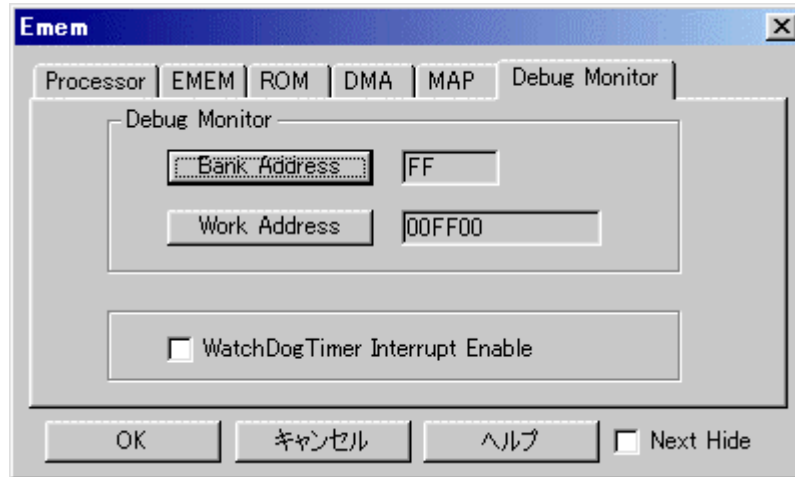 Emem
Processor EMEM ROM DMA MAP Debug Monitor
Debug Monitor
Bank Address FF
Work Address 00FF00
WatchDogTimer Interrupt Enable
OK キャンセル ヘルプ Next Hide